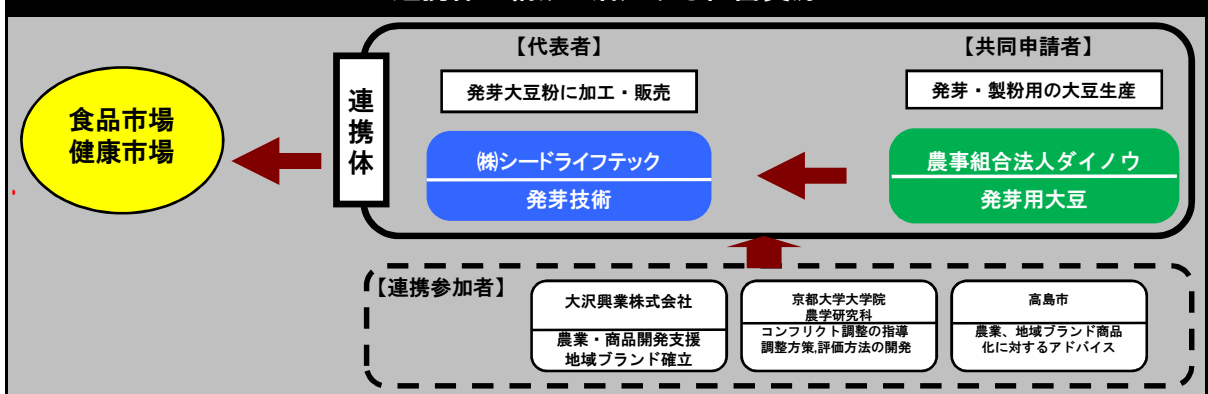 【代表者】
【共同申請者】
発芽大豆粉に加工・販売
発芽・製粉用の大豆生産
連携体
食品市場
健康市場
㈱シードライフテック
発芽技術
農事組合法人ダイノウ
発芽用大豆
【連携参加者】
大沢興業株式会社
農業・商品開発支援
地域ブランド確立
京都大学大学院
農学研究科
コンフリクト調整の指導
調整方策,評価方法の開発
高島市
農業、地域ブランド商品
化に対するアドバイス